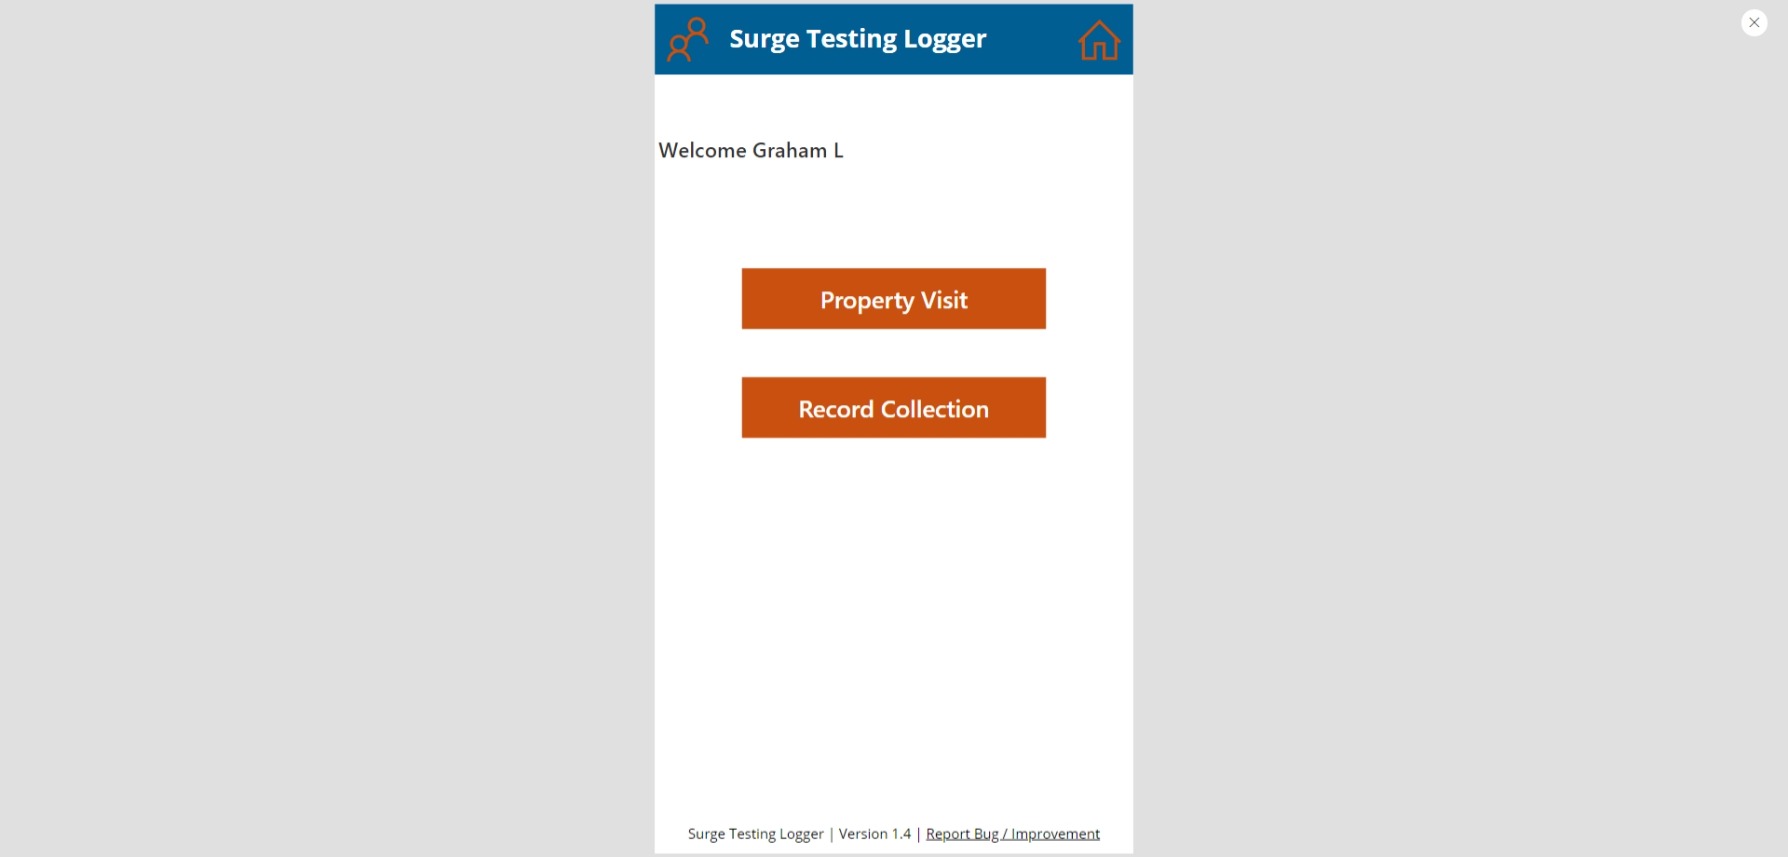 Surge Testing Logger
Welcome Graham L
Property Visit
Record Collection
Surge Testing Logger | Version 1.4 | Report Bug / Improvement